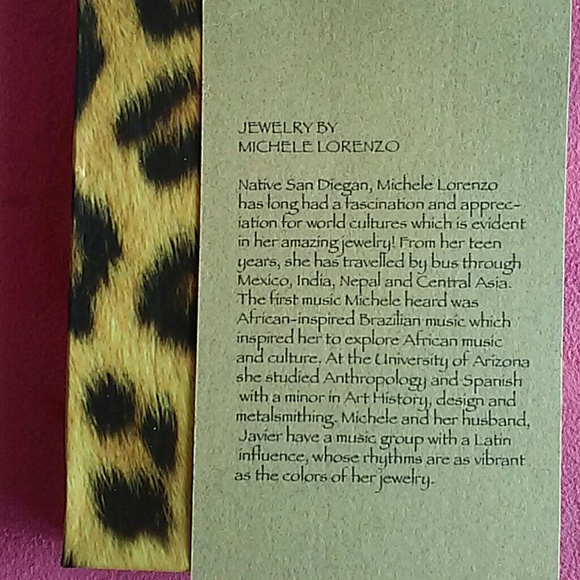 JEWELRY BY
MICHELE LORENZO
Native San Diegan, Michele Lorenzo
has long had a fascination and apprec-
iation for world cultures which is evident
in her amazing jewelry! From her teen
years, she has travelled by bus through
Mexico, India, Nepal and Central Asia.
The first music Michele heard was
African-inspired Brazilian music which
inspired her to explore African music
and culture. At the University of Arizona
she studied Anthropology and Spanish
with a minor in Art History, design and
metalsmithing. Michele and her husband,
Javier have a music group with a Latin
influence, whose rhythms are as vibrant
as the colors of her jewelry.